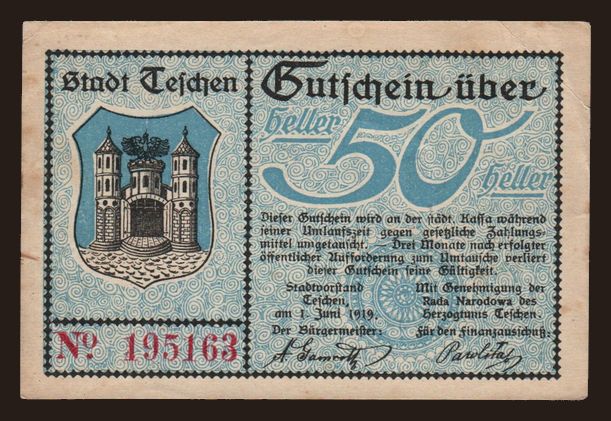 Stadt Teschen
Gutschein über
Heller
50
Heller
Dieser Gutschein wird an der städt. Kassa während
seiner Umlaufszeit gegen gesetzliche Zahlungs-
mittel umgetauscht. Drei Monate nach erfolgter
öffentlicher Aufforderung zum Umtausche verliert
dieser Gutschein seine Gültigkeit.
Stadtvorstand
Teschen,
am 1. Juni 1919.
Der Bürgermeister:
Mit Genehmigung der
Rada Narodowa des
Herzogtums Teschen.
Für den Finanzausschuß:
No. 195163